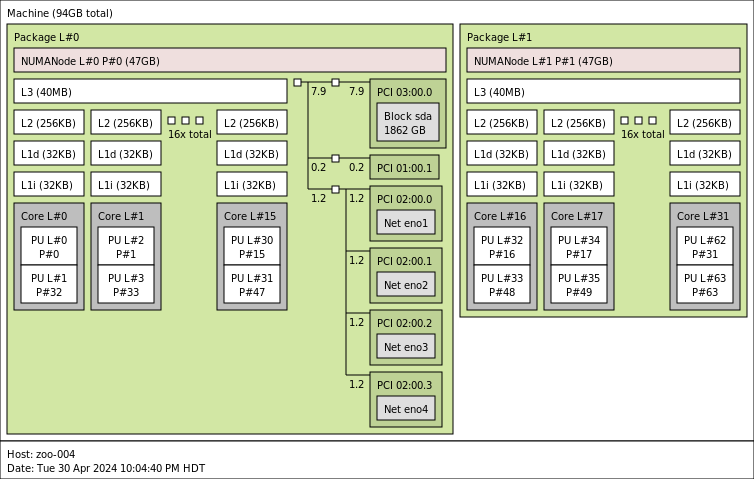 Machine (94GB total)
Package L#0
NUMANode L#0 P#0 (47GB)
L3 (40MB)
L2 (256KB) L2 (256KB) 16x total L2 (256KB)
L1d (32KB) L1d (32KB) L1d (32KB)
L1i (32KB) L1i (32KB) L1i (32KB)
Core L#0
PU L#0
P#0
PU L#1
P#32
Core L#1
PU L#2
P#1
PU L#3
P#33
Core L#15
PU L#30
P#15
PU L#31
P#47
7.9 7.9 PCI 03:00.0
Block sda
1862 GB
0.2 0.2 PCI 01:00.1
1.2 1.2 PCI 02:00.0
Net eno1
1.2 PCI 02:00.1
Net eno2
1.2 PCI 02:00.2
Net eno3
1.2 PCI 02:00.3
Net eno4
Package L#1
NUMANode L#1 P#1 (47GB)
L3 (40MB)
L2 (256KB) L2 (256KB) 16x total L2 (256KB)
L1d (32KB) L1d (32KB) L1d (32KB)
L1i (32KB) L1i (32KB) L1i (32KB)
Core L#16
PU L#32
P#16
PU L#33
P#48
Core L#17
PU L#34
P#17
PU L#35
P#49
Core L#31
PU L#62
P#31
PU L#63
P#63
Host: zoo-004
Date: Tue 30 Apr 2024 10:04:40 PM HDT